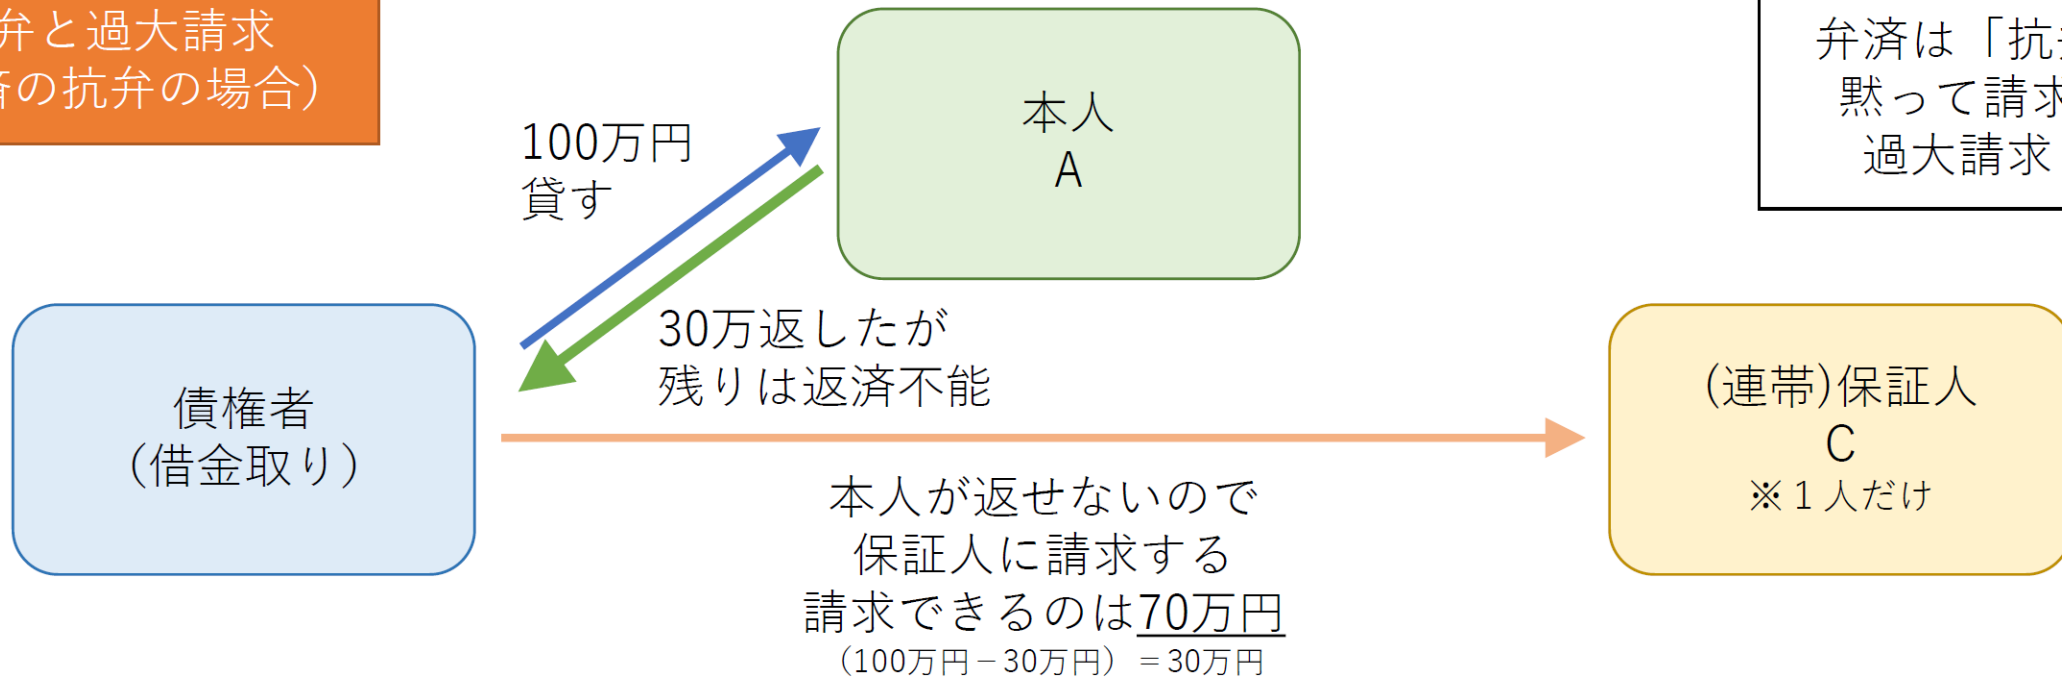 弁と過大請求
済の抗弁の場合）
弁済は「抗弁
黙って請求
過大請求
本人
A
100万円
貸す
30万返したが
残りは返済不能
債権者
（借金取り）
(連帯)保証人
C
※１人だけ
本人が返せないので
保証人に請求する
請求できるのは70万円
（100万円－30万円）＝30万円